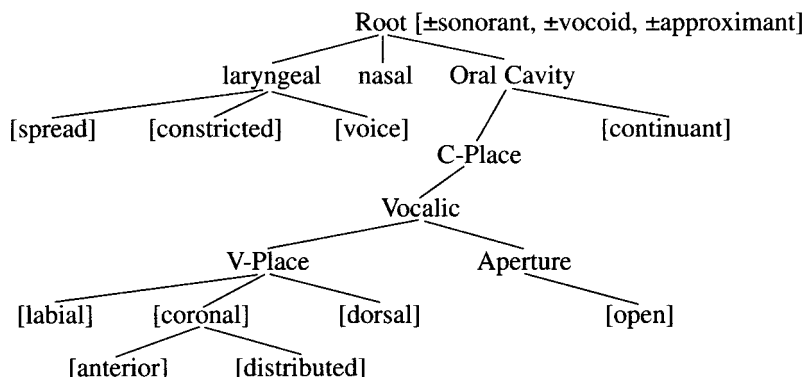 Root [±sonorant, ±vocoid, ±approximant]
laryngeal nasal Oral Cavity
[spread] [constricted] [voice] [continuant]
C-Place
Vocalic
V-Place Aperture
[labial] [coronal] [dorsal] [open]
[anterior] [distributed]